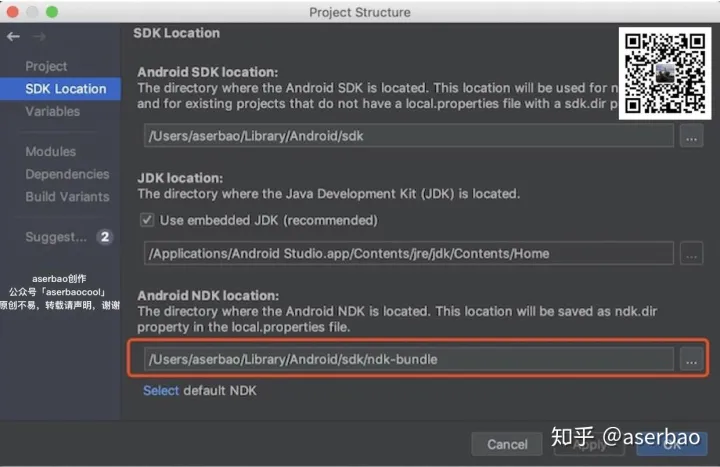 Project Structure
SDK Location
Project
SDK Location
Variables
Modules
Dependencies
Build Variants
Suggest... 2
aserbao创作
公众号「aserbaocool」
原创不易，转载请声明，谢谢
Android SDK location:
The directory where the Android SDK is located. This location will be used for
and for existing projects that do not have a local.properties file with a sdk.dir
/Users/aserbao/Library/Android/sdk
...
JDK location:
The directory where the Java Development Kit (JDK) is located.
Use embedded JDK (recommended)
/Applications/Android Studio.app/Contents/jre/jdk/Contents/Home
...
Android NDK location:
The directory where the Android NDK is located. This location will be saved as ndk.dir
property in the local.properties file.
/Users/aserbao/Library/Android/sdk/ndk-bundle
...
Select default NDK
Cancel
Apply
OK
知乎 @aserbao